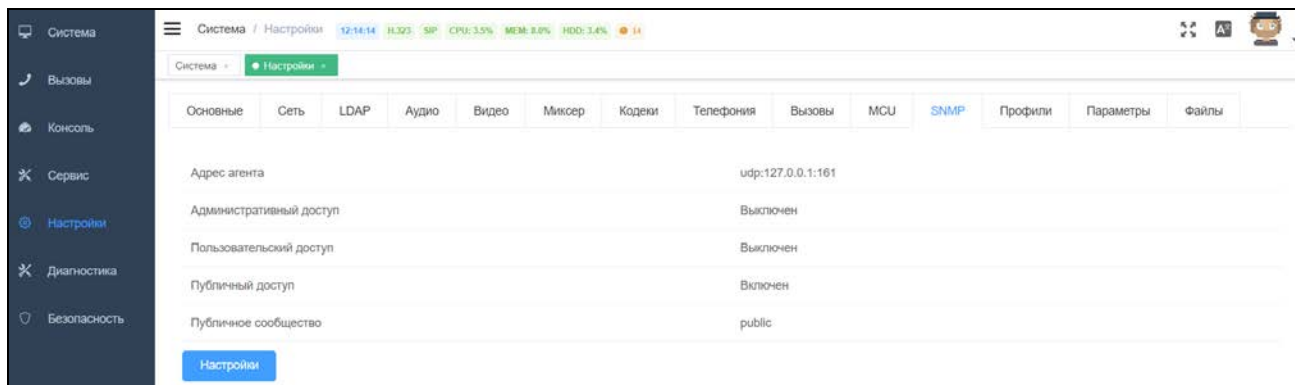 Система
Вызовы
Консоль
Сервис
Настройки
Диагностика
Безопасность
Система / Настройки 12:14:14 H.323 SIP CPU: 3.5% MEM: 8.0% HDD: 3.4% 14
Система × Настройки ×
Основные Сеть LDAP Аудио Видео Миксер Кодеки Телефония Вызовы MCU SNMP Профили Параметры Файлы
Адрес агента udp:127.0.0.1:161
Административный доступ Выключен
Пользовательский доступ Выключен
Публичный доступ Включен
Публичное сообщество public
Настройки